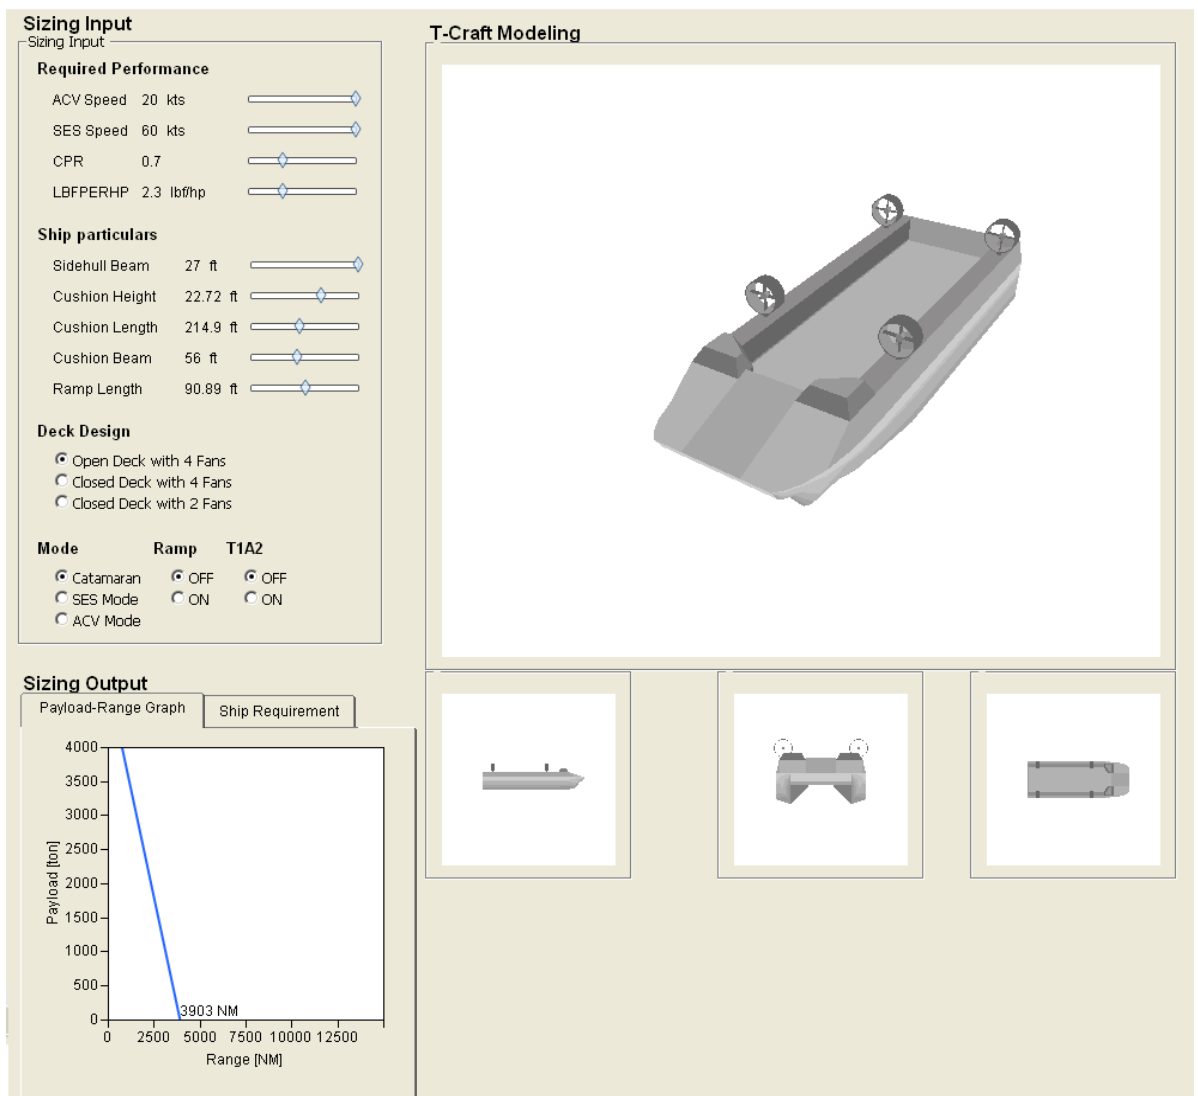 Sizing Input
Sizing Input
Required Performance
ACV Speed 20 kts
SES Speed 60 kts
CPR 0.7
LBFPERHP 2.3 lbf/hp
Ship particulars
Sidehull Beam 27 ft
Cushion Height 22.72 ft
Cushion Length 214.9 ft
Cushion Beam 56 ft
Ramp Length 90.89 ft
Deck Design
Open Deck with 4 Fans
Closed Deck with 4 Fans
Closed Deck with 2 Fans
Mode Ramp T1A2
Catamaran OFF OFF
SES Mode ON ON
ACV Mode
T-Craft Modeling
Sizing Output
Payload-Range Graph Ship Requirement
4000
3500
3000
2500
2000
1500
1000
500
0
Payload [ton]
3903 NM
0 2500 5000 7500 10000 12500
Range [NM]